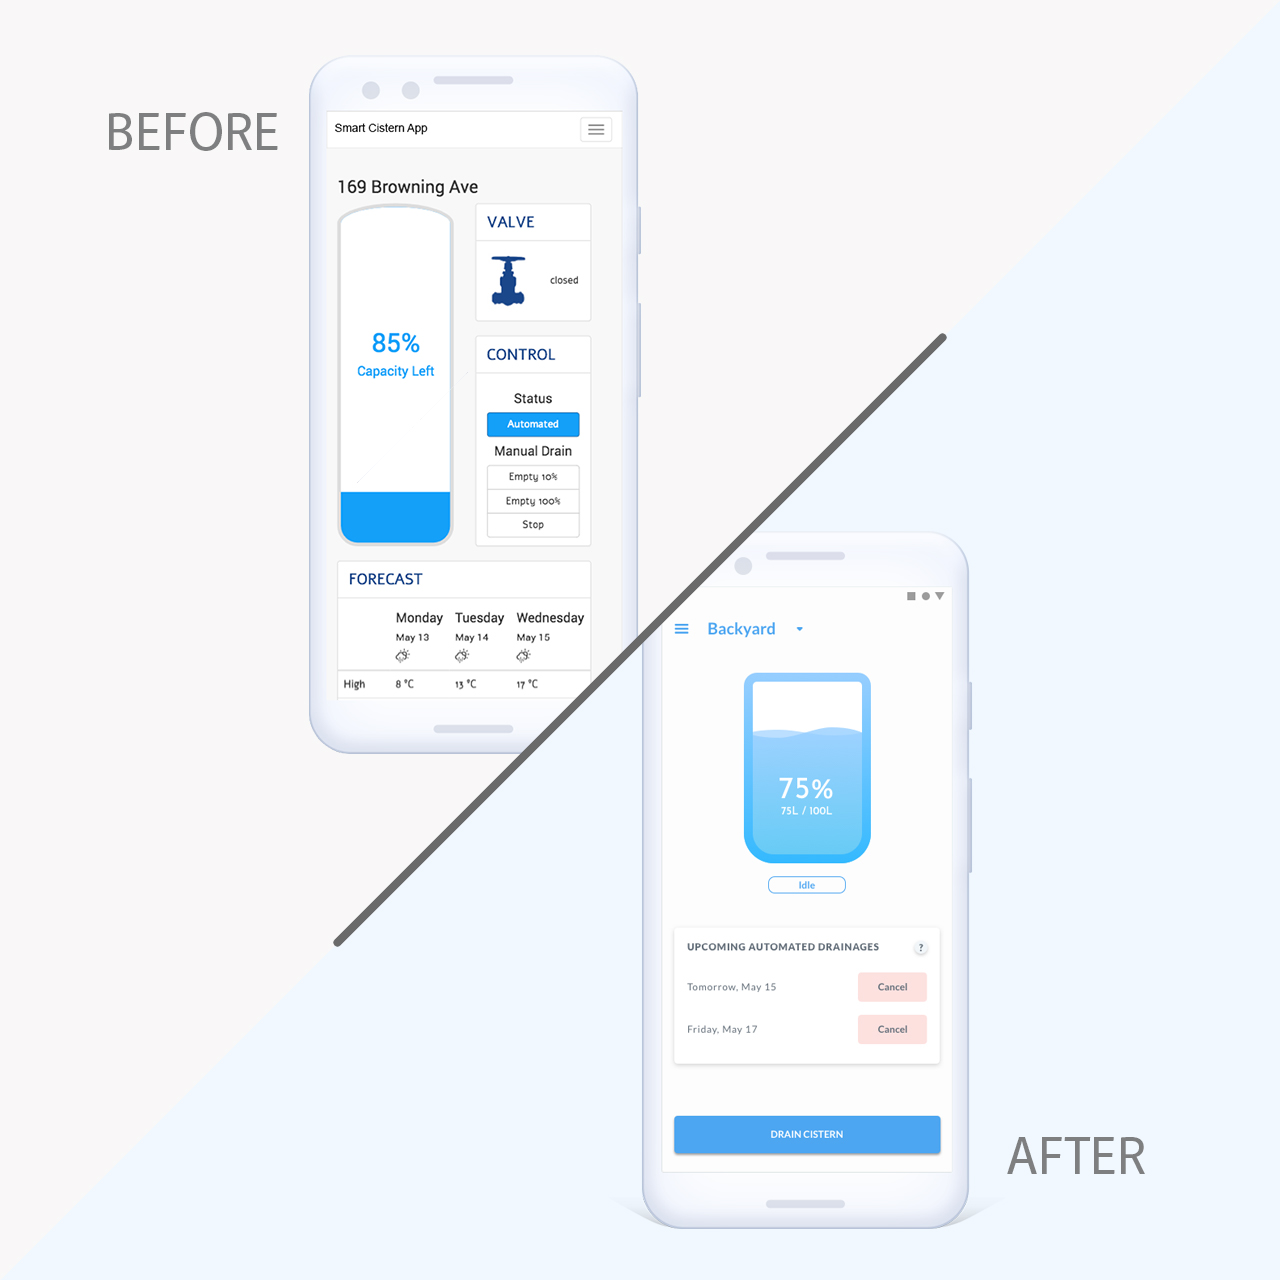 BEFORE
Smart Cistern App
169 Browning Ave
85%
Capacity Left
VALVE
closed
CONTROL
Status
Automated
Manual Drain
Empty 10%
Empty 100%
Stop
FORECAST
Monday Tuesday Wednesday
May 13 May 14 May 15
High 8 °C 13 °C 17 °C
Backyard
75%
75L / 100L
Idle
UPCOMING AUTOMATED DRAINAGES ?
Tomorrow, May 15 Cancel
Friday, May 17 Cancel
DRAIN CISTERN
AFTER